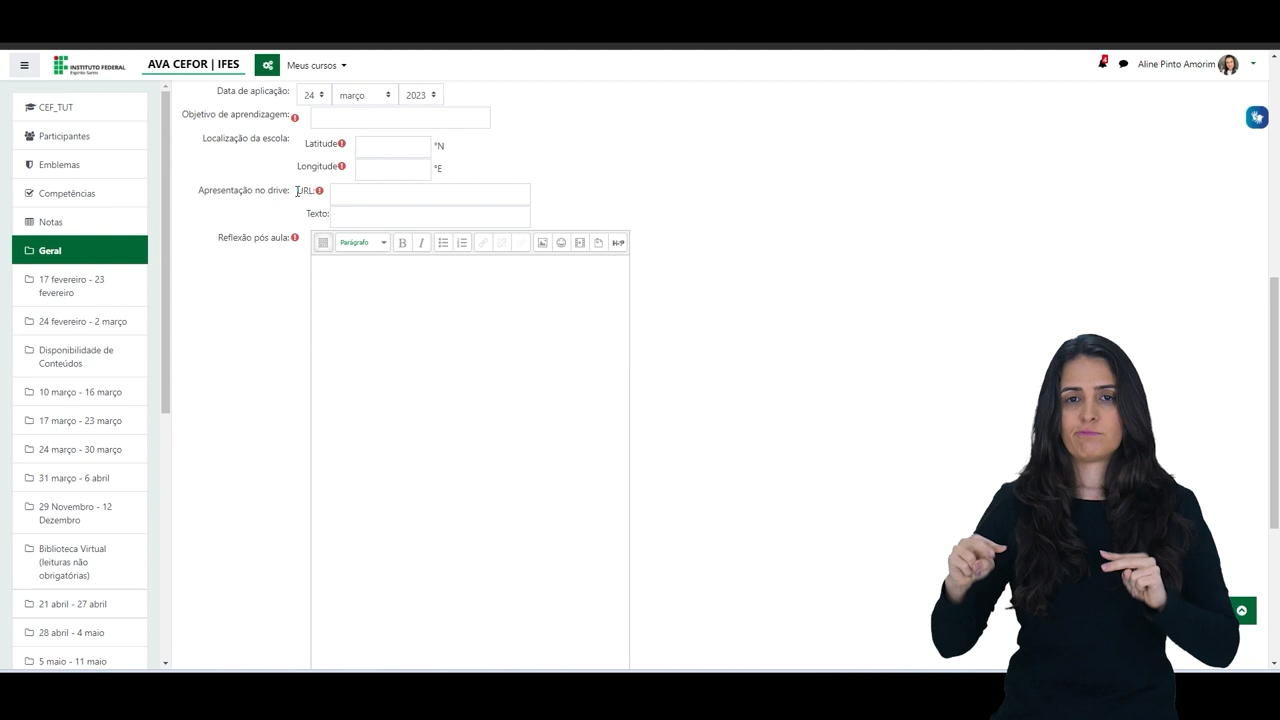 INSTITUTO FEDERAL
Espírito Santo
AVA CEFOR | IFES
Meus cursos
Aline Pinto Amorim
CEF_TUT
Participantes
Emblemas
Competências
Notas
Geral
17 fevereiro - 23
fevereiro
24 fevereiro - 2 março
Disponibilidade de
Conteúdos
10 março - 16 março
17 março - 23 março
24 março - 30 março
31 março - 6 abril
29 Novembro - 12
Dezembro
Biblioteca Virtual
(leituras não
obrigatórias)
21 abril - 27 abril
28 abril - 4 maio
5 maio - 11 maio
Data de aplicação: 24 março 2023
Objetivo de aprendizagem:
Localização da escola: Latitude °N
Longitude °E
Apresentação no drive: URL:
Texto:
Reflexão pós aula:
Parágrafo B I H-P